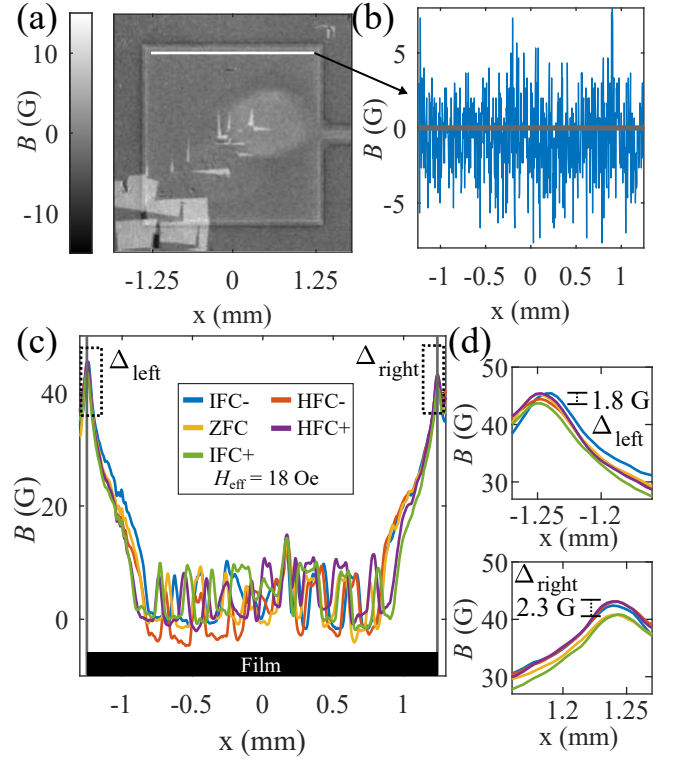 (a)
10
0
-10
B (G)
-1.25
0
1.25
x (mm)
(b)
5
0
-5
B (G)
-1
-0.5
0
0.5
1
x (mm)
(c)
Δleft
Δright
IFC-
HFC-
ZFC
HFC+
IFC+
Heff = 18 Oe
40
20
0
B (G)
Film
-1
-0.5
0
0.5
1
x (mm)
(d)
50
40
30
B (G)
1.8 G
Δleft
-1.25
-1.2
x (mm)
50
40
30
B (G)
Δright
2.3 G
1.2
1.25
x (mm)